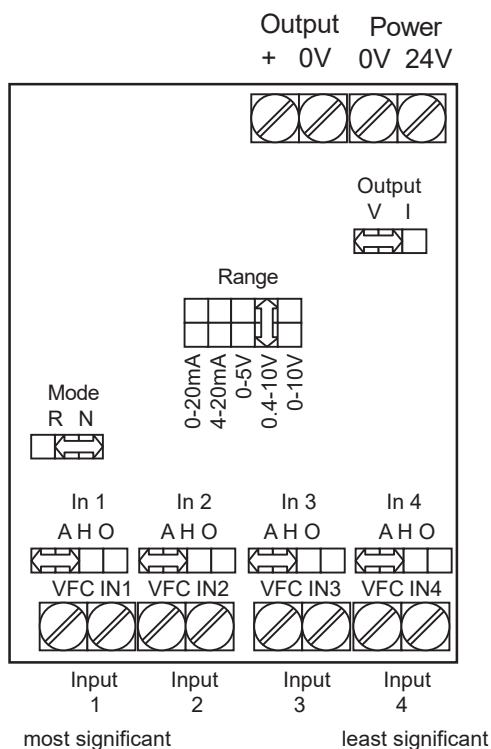 Output Power
+ 0V 0V 24V
Output
V I
Range
0-20mA
4-20mA
0-5V
0.4-10V
0-10V
Mode
R N
In 1 In 2 In 3 In 4
A H O A H O A H O A H O
VFC IN1 VFC IN2 VFC IN3 VFC IN4
Input Input Input Input
1 2 3 4
most significant least significant